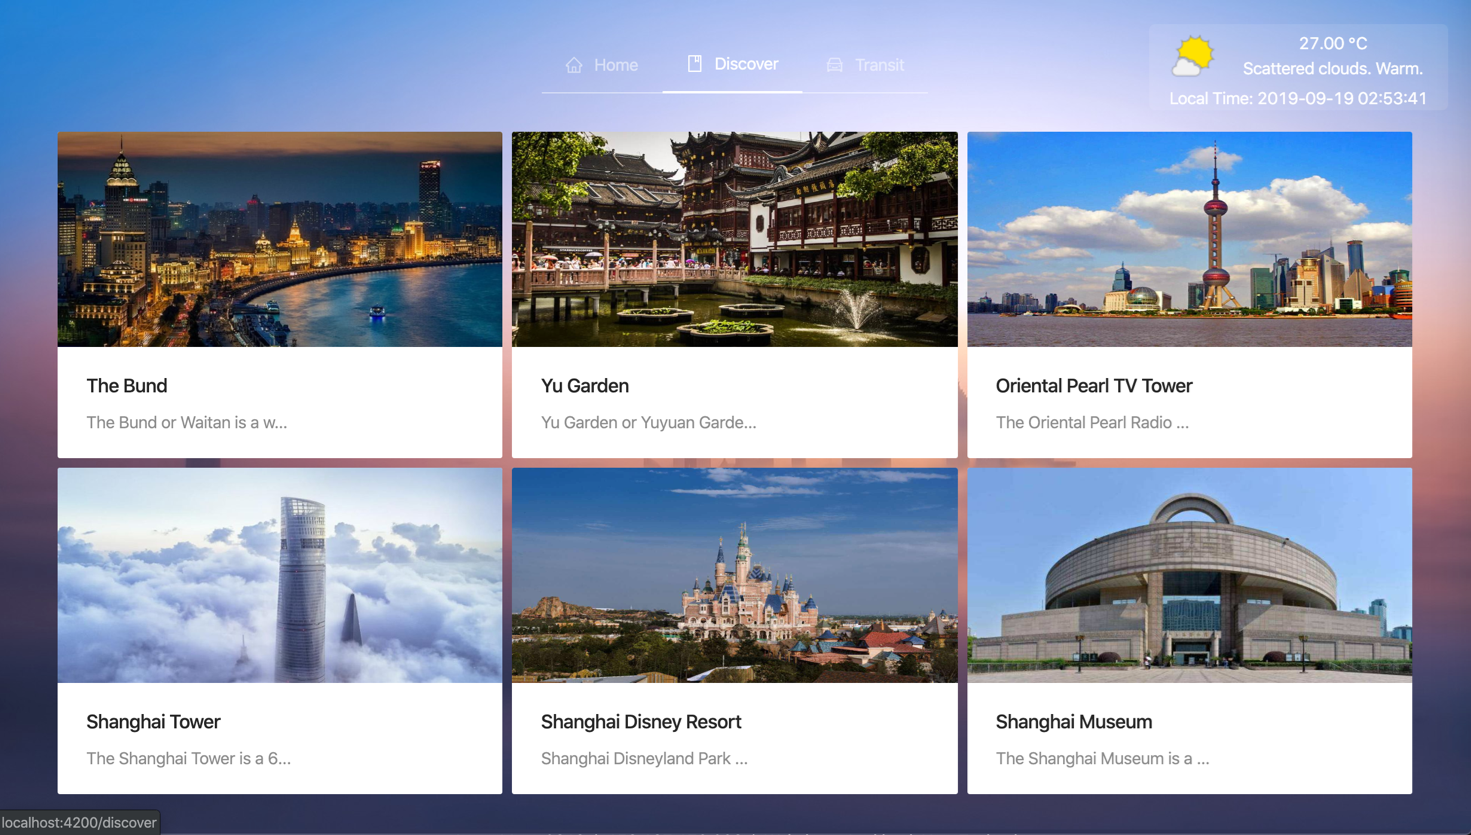 Home
Discover
Transit
27.00 °C
Scattered clouds. Warm.
Local Time: 2019-09-19 02:53:41
The Bund
The Bund or Waitan is a w...
Yu Garden
Yu Garden or Yuyuan Garde...
Oriental Pearl TV Tower
The Oriental Pearl Radio ...
Shanghai Tower
The Shanghai Tower is a 6...
Shanghai Disney Resort
Shanghai Disneyland Park ...
Shanghai Museum
The Shanghai Museum is a ...
localhost:4200/discover